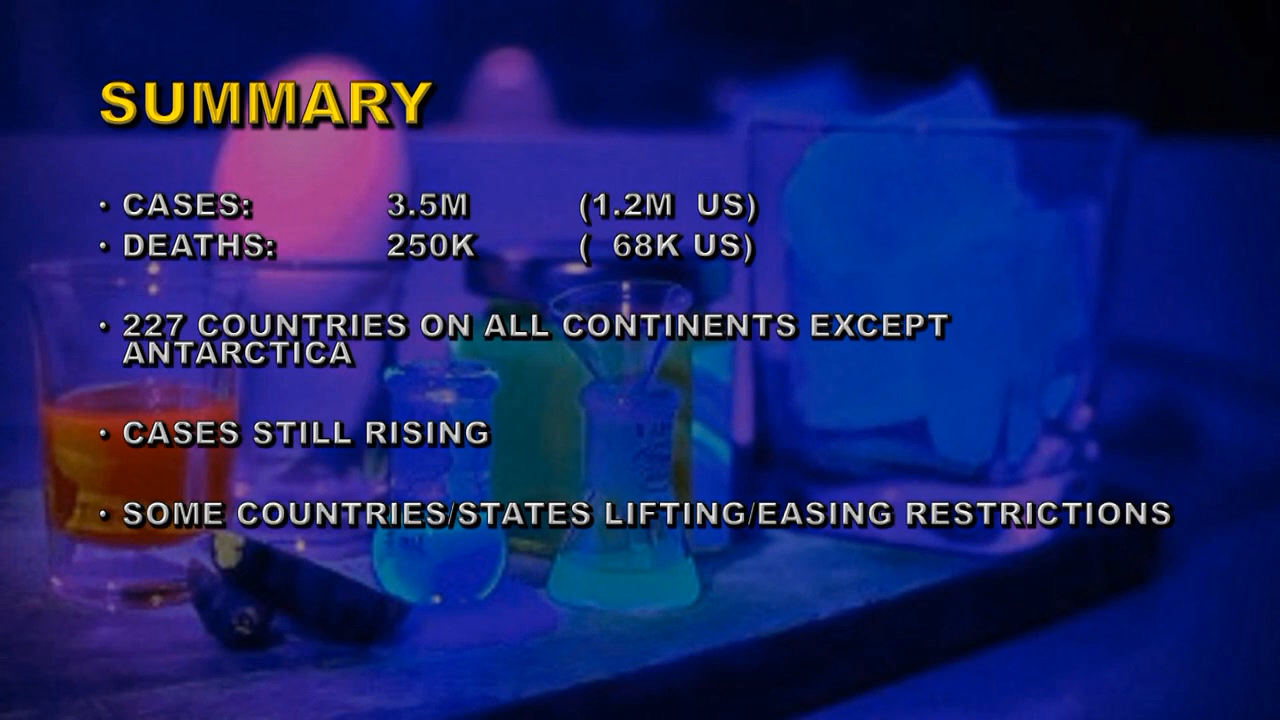 SUMMARY
• CASES: 3.5M (1.2M US)
• DEATHS: 250K ( 68K US)
• 227 COUNTRIES ON ALL CONTINENTS EXCEPT
ANTARCTICA
• CASES STILL RISING
• SOME COUNTRIES/STATES LIFTING/EASING RESTRICTIONS